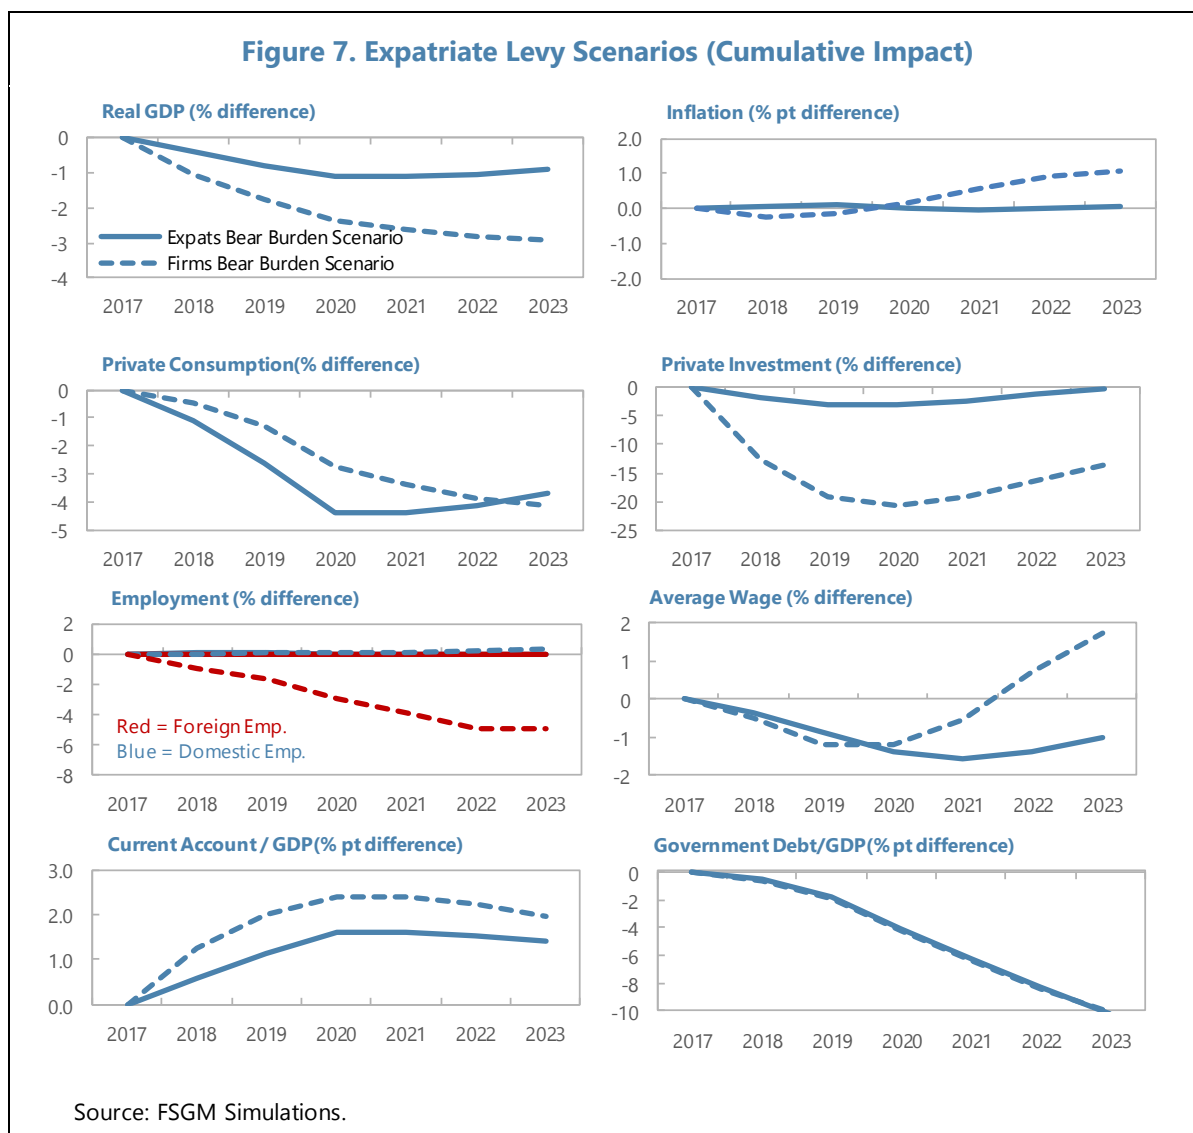 Figure 7. Expatriate Levy Scenarios (Cumulative Impact)
Real GDP (% difference)
0
-1
-2
-3
-4
Expats Bear Burden Scenario
Firms Bear Burden Scenario
2017 2018 2019 2020 2021 2022 2023
Inflation (% pt difference)
2.0
1.0
0.0
-1.0
-2.0
2017 2018 2019 2020 2021 2022 2023
Private Consumption(% difference)
0
-1
-2
-3
-4
-5
2017 2018 2019 2020 2021 2022 2023
Private Investment (% difference)
0
-5
-10
-15
-20
-25
2017 2018 2019 2020 2021 2022 2023
Employment (% difference)
2
0
-2
-4
-6
-8
Red = Foreign Emp.
Blue = Domestic Emp.
2017 2018 2019 2020 2021 2022 2023
Average Wage (% difference)
2
1
0
-1
-2
2017 2018 2019 2020 2021 2022 2023
Current Account / GDP(% pt difference)
3.0
2.0
1.0
0.0
2017 2018 2019 2020 2021 2022 2023
Government Debt/GDP(% pt difference)
0
-2
-4
-6
-8
-10
2017 2018 2019 2020 2021 2022 2023
Source: FSGM Simulations.